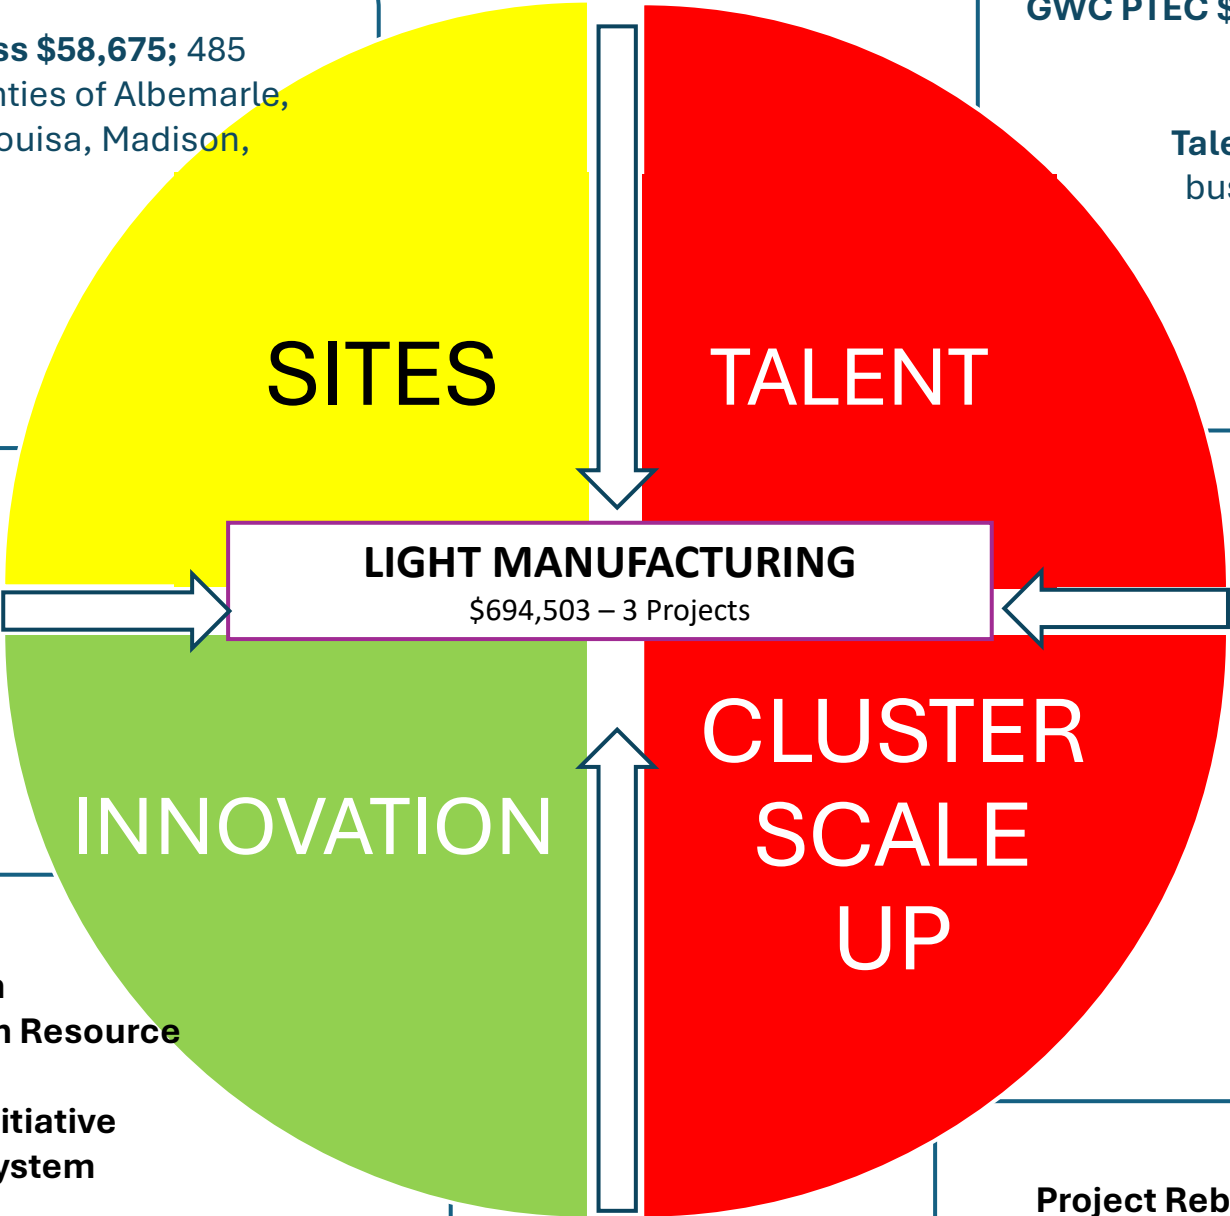 ss $58,675; 485
nties of Albemarle,
ouisa, Madison,
GWC PTEC $
Tale
bus
SITES
TALENT
LIGHT MANUFACTURING
$694,503 – 3 Projects
INNOVATION
CLUSTER
SCALE
UP
n Resource
itiative
ystem
Project Reb